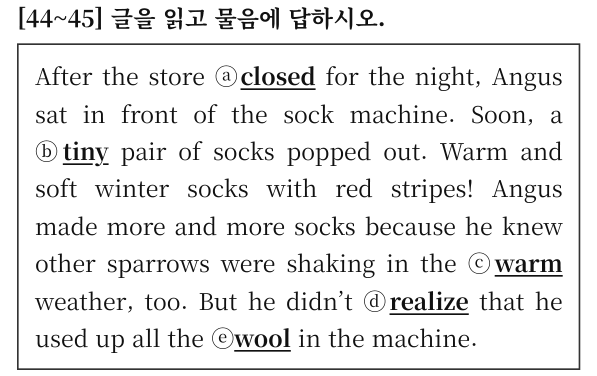 [44~45] 글을 읽고 물음에 답하시오.
After the store ⓐclosed for the night, Angus
sat in front of the sock machine. Soon, a
ⓑ tiny pair of socks popped out. Warm and
soft winter socks with red stripes! Angus
made more and more socks because he knew
other sparrows were shaking in the ⓒwarm
weather, too. But he didn’t ⓓrealize that he
used up all the ⓔwool in the machine.